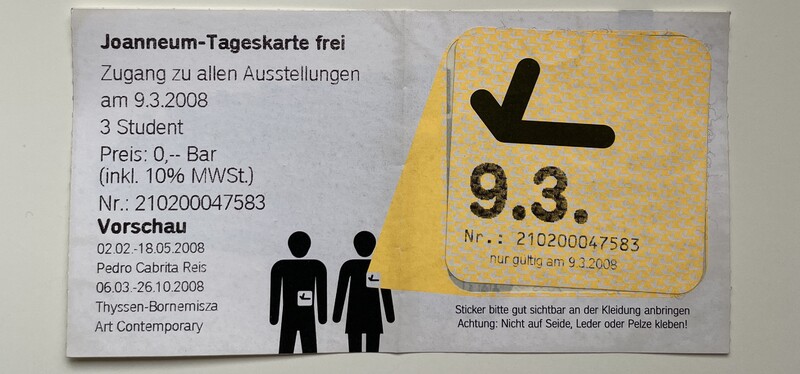 Joanneum-Tageskarte frei
Zugang zu allen Ausstellungen
am 9.3.2008
3 Student
Preis: 0,-- Bar
(inkl. 10% MWSt.)
Nr.: 210200047583
Vorschau
02.02.-18.05.2008
Pedro Cabrita Reis
06.03.-26.10.2008
Thyssen-Bornemisza
Art Contemporary
9.3.
Nr.: 210200047583
nur gültig am 9.3.2008
Sticker bitte gut sichtbar an der Kleidung anbringen
Achtung: Nicht auf Seide, Leder oder Pelze kleben!